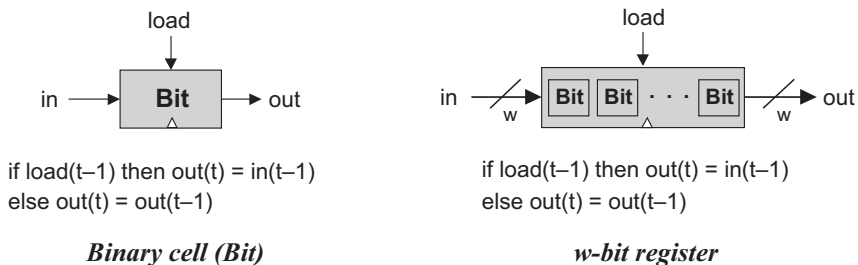 load
in
Bit
out
if load(t–1) then out(t) = in(t–1)
else out(t) = out(t–1)
Binary cell (Bit)
load
in
w
Bit Bit · · · Bit
w
out
if load(t–1) then out(t) = in(t–1)
else out(t) = out(t–1)
w-bit register